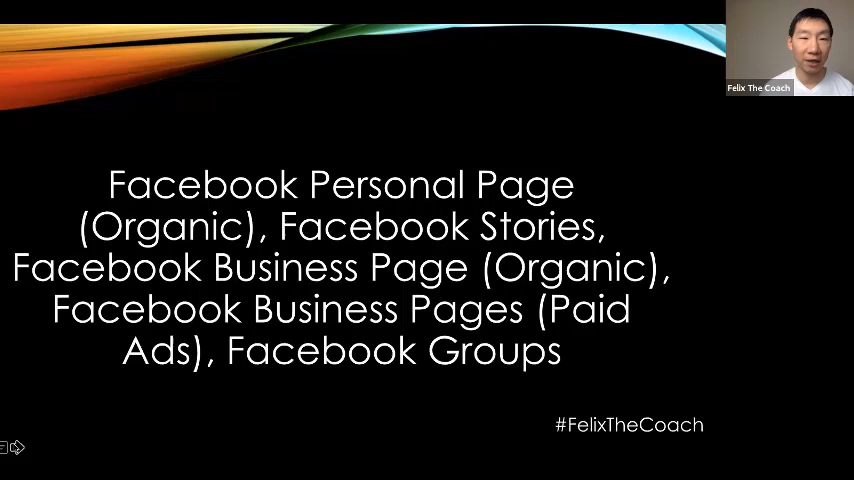 Felix The Coach
Facebook Personal Page
(Organic), Facebook Stories,
Facebook Business Page (Organic),
Facebook Business Pages (Paid
Ads), Facebook Groups
#FelixTheCoach